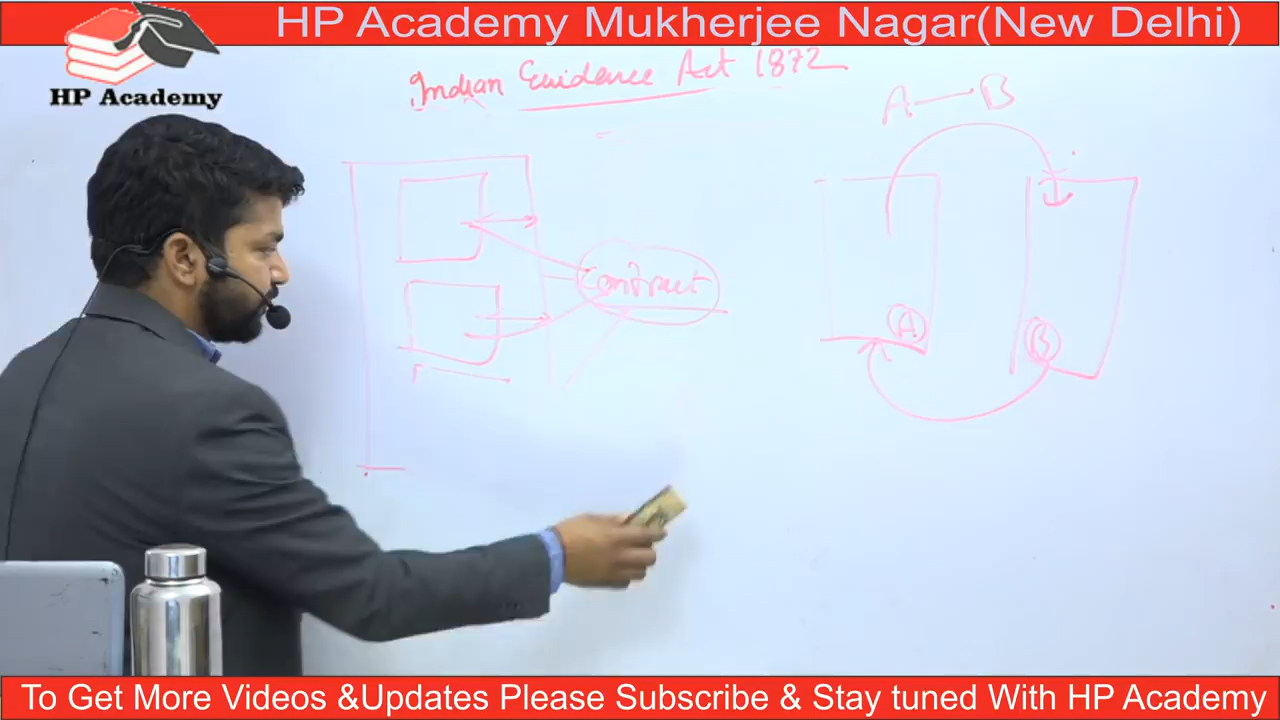 HP Academy Mukherjee Nagar(New Delhi)
HP Academy
Indian Evidence Act 1872
A — B
Contract
A
B
To Get More Videos &Updates Please Subscribe & Stay tuned With HP Academy